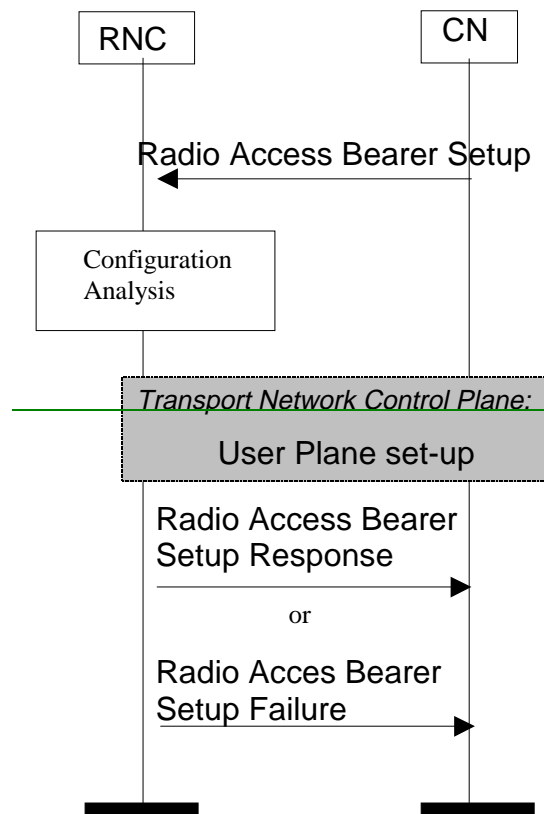 RNC
CN
Radio Access Bearer Setup
Configuration
Analysis
Transport Network Control Plane:
User Plane set-up
Radio Access Bearer
Setup Response
or
Radio Acces Bearer
Setup Failure